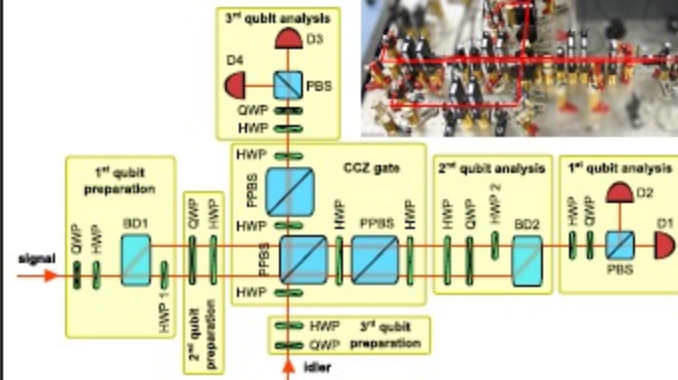 3rd qubit analysis
D3
D4
PBS
QWP
HWP
1st qubit
preparation
QWP
HWP
BD1
HWP 1
signal
QWP
HWP
2nd qubit
preparation
HWP
CCZ gate
PPBS
HWP
PPBS
HWP
PPBS
HWP
HWP
QWP
3rd qubit
preparation
idler
2nd qubit analysis
HWP
QWP
HWP 2
BD2
1st qubit analysis
D2
D1
HWP
QWP
PBS